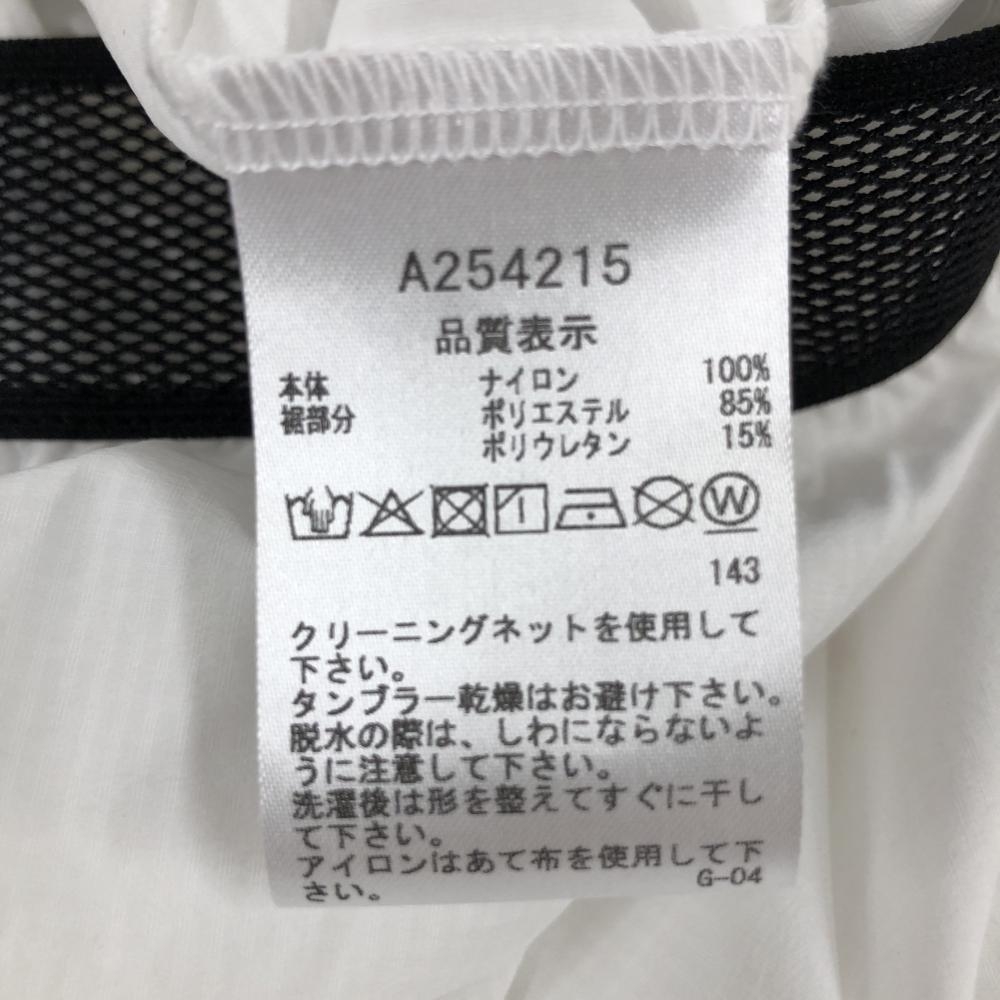 A254215
品質表示
本体 ナイロン 100%
裾部分 ポリエステル 85%
ポリウレタン 15%
W
143
クリーニングネットを使用して
下さい。
タンブラー乾燥はお避け下さい。
脱水の際は、しわにならないよ
うに注意して下さい。
洗濯後は形を整えてすぐに干し
て下さい。
アイロンはあて布を使用して下
さい。 G-04